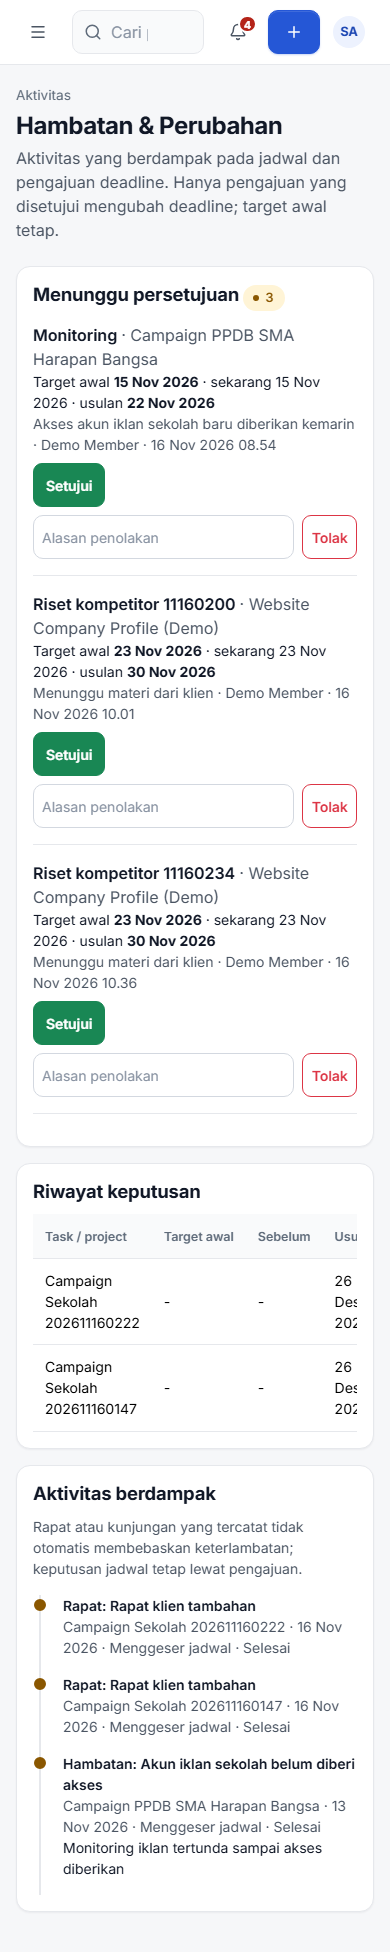 Cari
4
+
SA
Aktivitas
Hambatan & Perubahan
Aktivitas yang berdampak pada jadwal dan
pengajuan deadline. Hanya pengajuan yang
disetujui mengubah deadline; target awal
tetap.
Menunggu persetujuan 3
Monitoring · Campaign PPDB SMA
Harapan Bangsa
Target awal 15 Nov 2026 · sekarang 15 Nov
2026 · usulan 22 Nov 2026
Akses akun iklan sekolah baru diberikan kemarin
· Demo Member · 16 Nov 2026 08.54
Setujui
Alasan penolakan Tolak
Riset kompetitor 11160200 · Website
Company Profile (Demo)
Target awal 23 Nov 2026 · sekarang 23 Nov
2026 · usulan 30 Nov 2026
Menunggu materi dari klien · Demo Member · 16
Nov 2026 10.01
Setujui
Alasan penolakan Tolak
Riset kompetitor 11160234 · Website
Company Profile (Demo)
Target awal 23 Nov 2026 · sekarang 23 Nov
2026 · usulan 30 Nov 2026
Menunggu materi dari klien · Demo Member · 16
Nov 2026 10.36
Setujui
Alasan penolakan Tolak
Riwayat keputusan
Task / project Target awal Sebelum Usu
Campaign 26
Sekolah - - Des
202611160222 202
Campaign 26
Sekolah - - Des
202611160147 202
Aktivitas berdampak
Rapat atau kunjungan yang tercatat tidak
otomatis membebaskan keterlambatan;
keputusan jadwal tetap lewat pengajuan.
Rapat: Rapat klien tambahan
Campaign Sekolah 202611160222 · 16 Nov
2026 · Menggeser jadwal · Selesai
Rapat: Rapat klien tambahan
Campaign Sekolah 202611160147 · 16 Nov
2026 · Menggeser jadwal · Selesai
Hambatan: Akun iklan sekolah belum diberi
akses
Campaign PPDB SMA Harapan Bangsa · 13
Nov 2026 · Menggeser jadwal · Selesai
Monitoring iklan tertunda sampai akses
diberikan